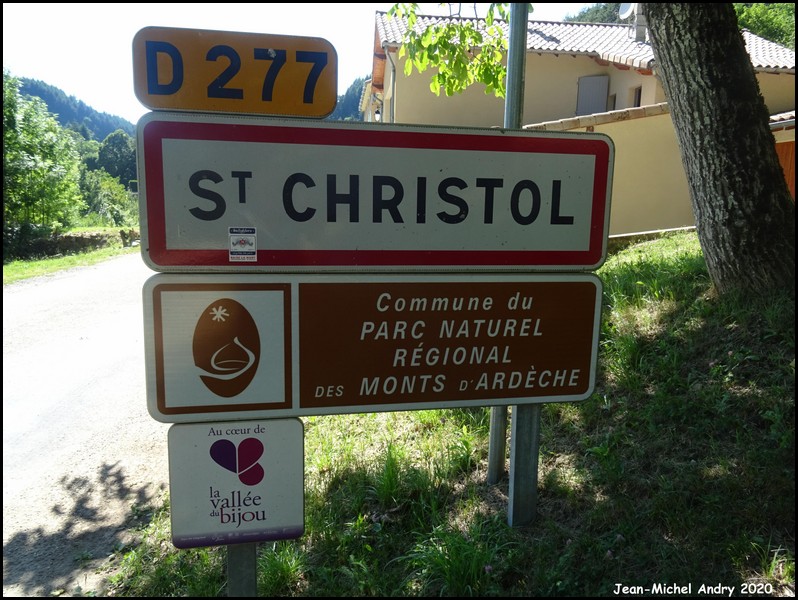 D 277
ST CHRISTOL
Commune du
PARC NATUREL
RÉGIONAL
DES MONTS D'ARDÈCHE
Au cœur de
la vallée
du bijou
Jean-Michel Andry 2020